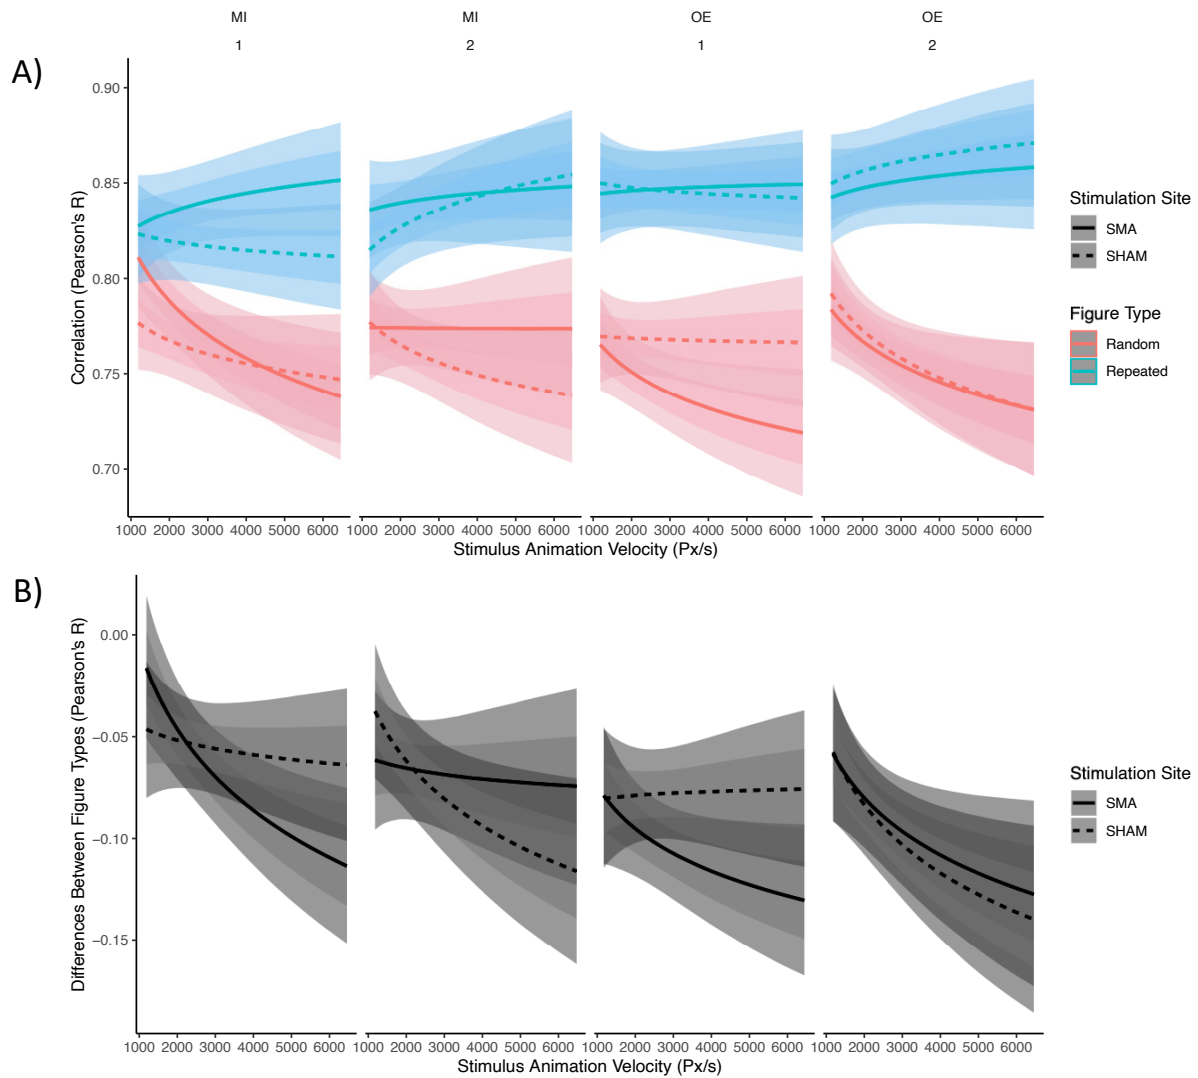 MI MI OE OE
1 2 1 2
A)
0.90
0.85
0.80
0.75
0.70
Correlation (Pearson's R)
1000 2000 3000 4000 5000 6000 1000 2000 3000 4000 5000 6000 1000 2000 3000 4000 5000 6000 1000 2000 3000 4000 5000 6000
Stimulus Animation Velocity (Px/s)
Stimulation Site
SMA
SHAM
Figure Type
Random
Repeated
B)
0.00
−0.05
−0.10
−0.15
Differences Between Figure Types (Pearson's R)
1000 2000 3000 4000 5000 6000 1000 2000 3000 4000 5000 6000 1000 2000 3000 4000 5000 6000 1000 2000 3000 4000 5000 6000
Stimulus Animation Velocity (Px/s)
Stimulation Site
SMA
SHAM